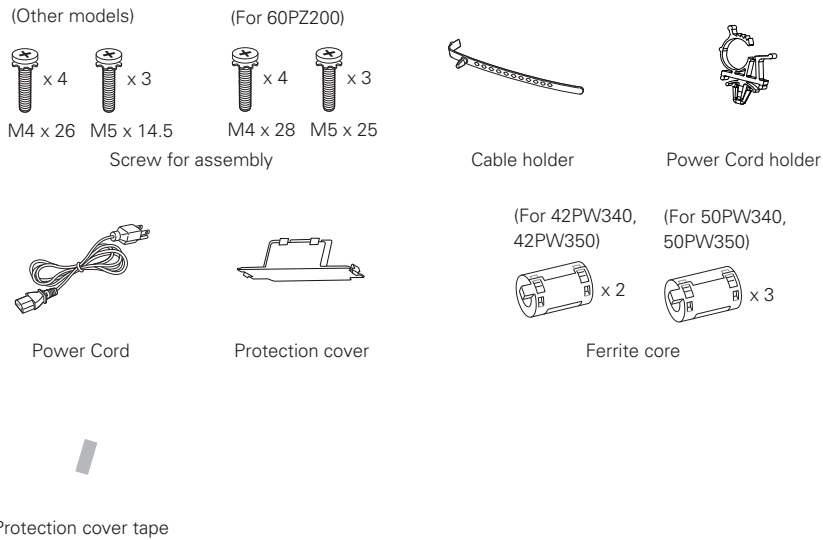 (Other models)
(For 60PZ200)
x 4
x 3
x 4
x 3
M4 x 26
M5 x 14.5
M4 x 28
M5 x 25
Screw for assembly
Cable holder
Power Cord holder
(For 42PW340,
42PW350)
(For 50PW340,
50PW350)
x 2
x 3
Power Cord
Protection cover
Ferrite core
Protection cover tape